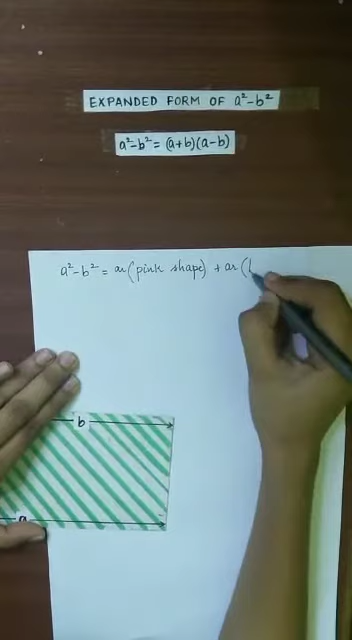 EXPANDED FORM OF a²-b²
a²-b² = (a+b)(a-b)
a²-b² = ar(pink shape) + ar(
b
a